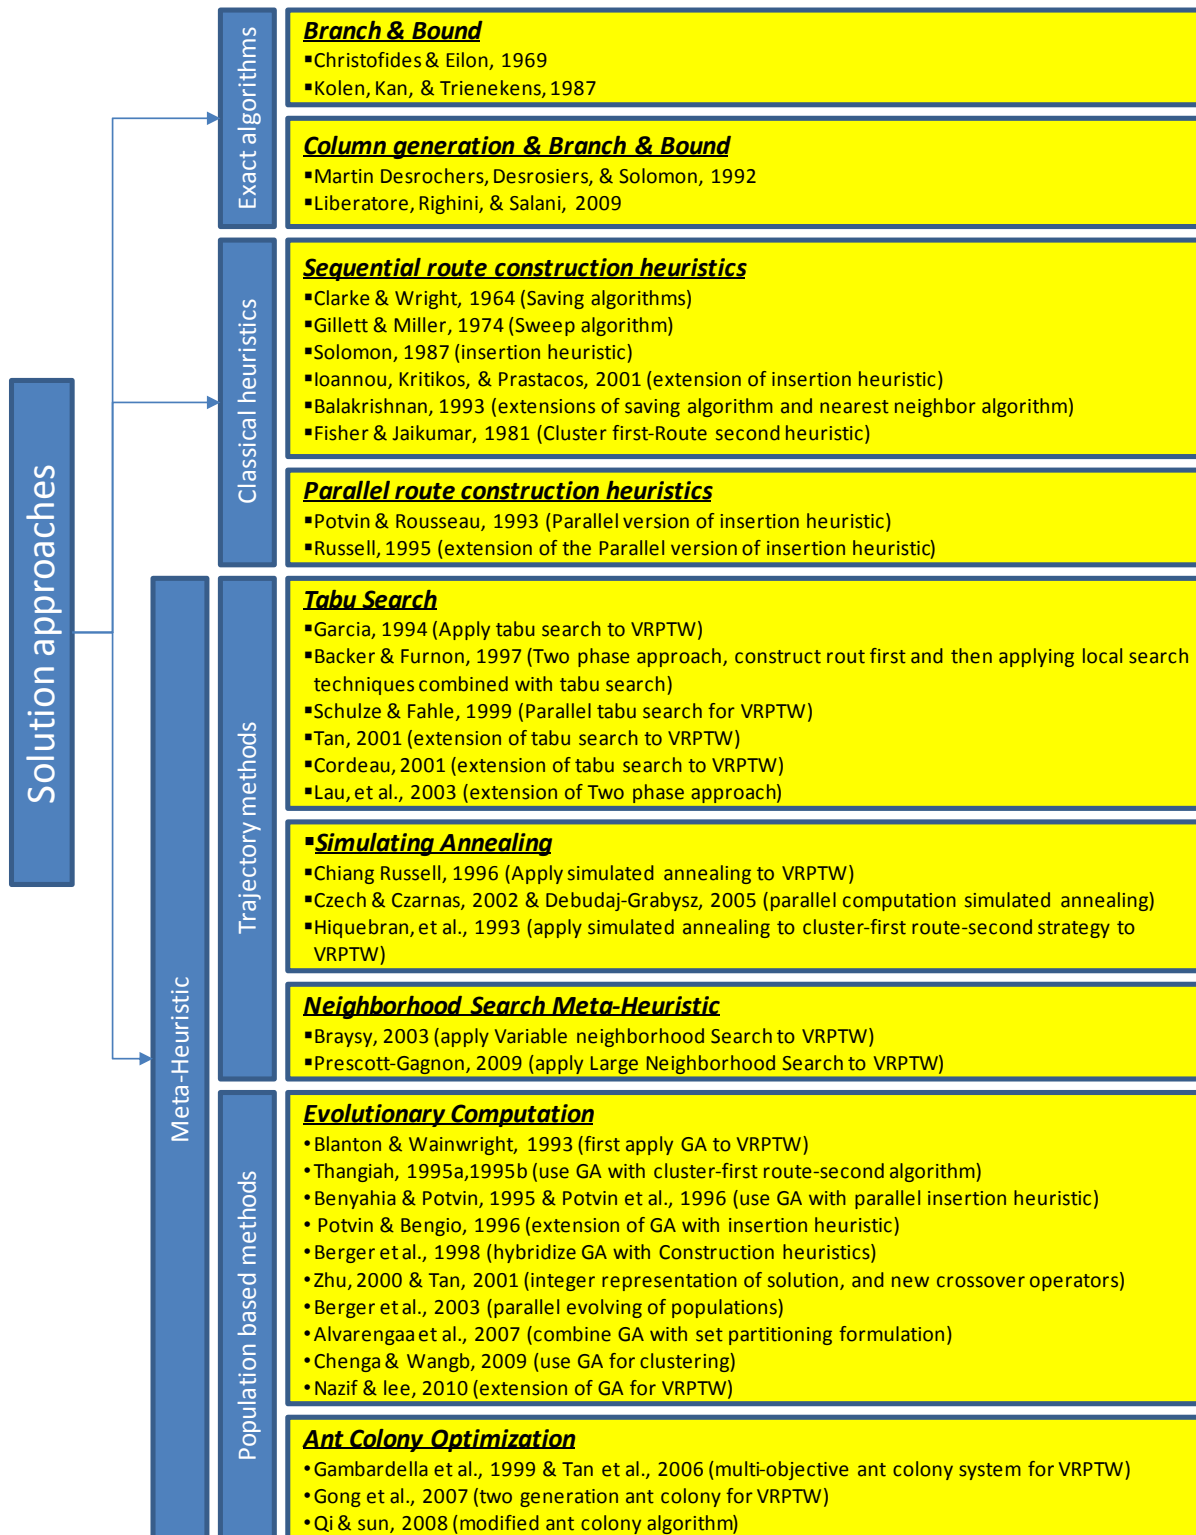 Solution approaches
Exact algorithms
Branch & Bound
▪Christofides & Eilon, 1969
▪Kolen, Kan, & Trienekens, 1987
Column generation & Branch & Bound
▪Martin Desrochers, Desrosiers, & Solomon, 1992
▪Liberatore, Righini, & Salani, 2009
Classical heuristics
Sequential route construction heuristics
▪Clarke & Wright, 1964 (Saving algorithms)
▪Gillett & Miller, 1974 (Sweep algorithm)
▪Solomon, 1987 (insertion heuristic)
▪Ioannou, Kritikos, & Prastacos, 2001 (extension of insertion heuristic)
▪Balakrishnan, 1993 (extensions of saving algorithm and nearest neighbor algorithm)
▪Fisher & Jaikumar, 1981 (Cluster first-Route second heuristic)
Parallel route construction heuristics
▪Potvin & Rousseau, 1993 (Parallel version of insertion heuristic)
▪Russell, 1995 (extension of the Parallel version of insertion heuristic)
Meta-Heuristic
Trajectory methods
Tabu Search
▪Garcia, 1994 (Apply tabu search to VRPTW)
▪Backer & Furnon, 1997 (Two phase approach, construct rout first and then applying local search
techniques combined with tabu search)
▪Schulze & Fahle, 1999 (Parallel tabu search for VRPTW)
▪Tan, 2001 (extension of tabu search to VRPTW)
▪Cordeau, 2001 (extension of tabu search to VRPTW)
▪Lau, et al., 2003 (extension of Two phase approach)
▪Simulating Annealing
▪Chiang Russell, 1996 (Apply simulated annealing to VRPTW)
▪Czech & Czarnas, 2002 & Debudaj-Grabysz, 2005 (parallel computation simulated annealing)
▪Hiquebran, et al., 1993 (apply simulated annealing to cluster-first route-second strategy to
VRPTW)
Neighborhood Search Meta-Heuristic
▪Braysy, 2003 (apply Variable neighborhood Search to VRPTW)
▪Prescott-Gagnon, 2009 (apply Large Neighborhood Search to VRPTW)
Population based methods
Evolutionary Computation
•Blanton & Wainwright, 1993 (first apply GA to VRPTW)
•Thangiah, 1995a,1995b (use GA with cluster-first route-second algorithm)
•Benyahia & Potvin, 1995 & Potvin et al., 1996 (use GA with parallel insertion heuristic)
• Potvin & Bengio, 1996 (extension of GA with insertion heuristic)
•Berger et al., 1998 (hybridize GA with Construction heuristics)
•Zhu, 2000 & Tan, 2001 (integer representation of solution, and new crossover operators)
•Berger et al., 2003 (parallel evolving of populations)
•Alvarengaa et al., 2007 (combine GA with set partitioning formulation)
•Chenga & Wangb, 2009 (use GA for clustering)
•Nazif & lee, 2010 (extension of GA for VRPTW)
Ant Colony Optimization
•Gambardella et al., 1999 & Tan et al., 2006 (multi-objective ant colony system for VRPTW)
•Gong et al., 2007 (two generation ant colony for VRPTW)
•Qi & sun, 2008 (modified ant colony algorithm)